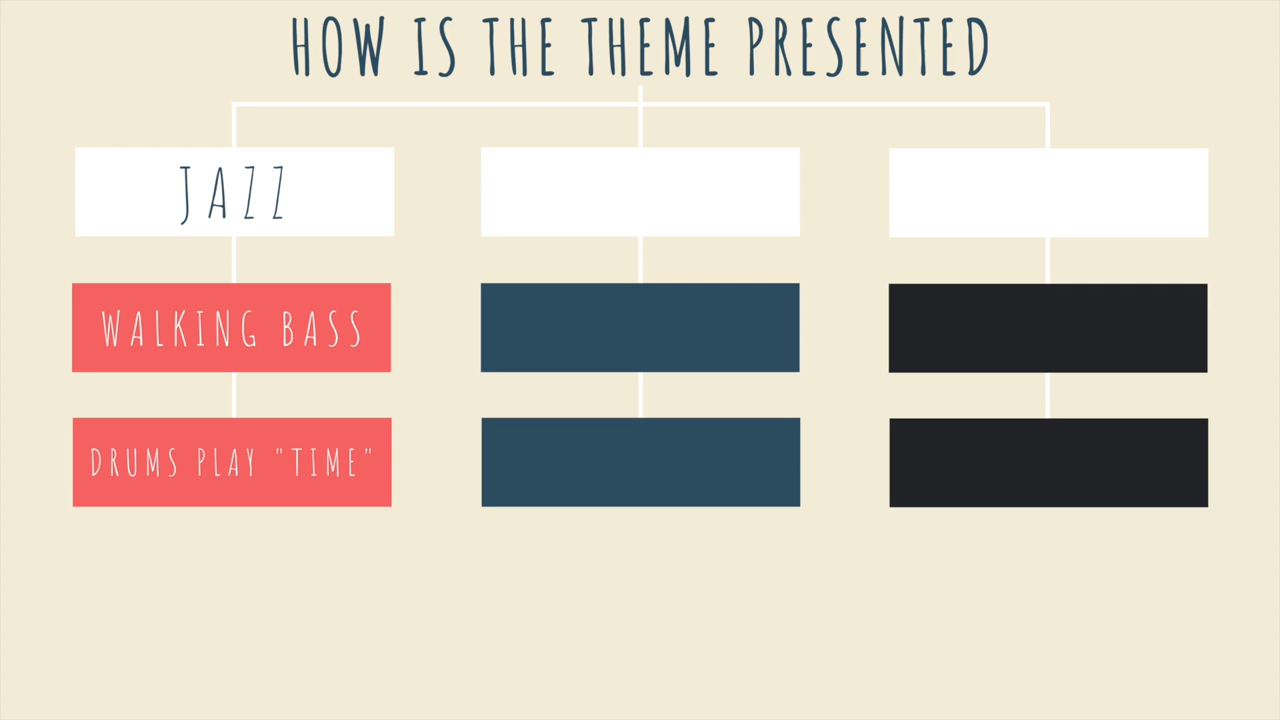 HOW IS THE THEME PRESENTED
JAZZ
WALKING BASS
DRUMS PLAY "TIME"